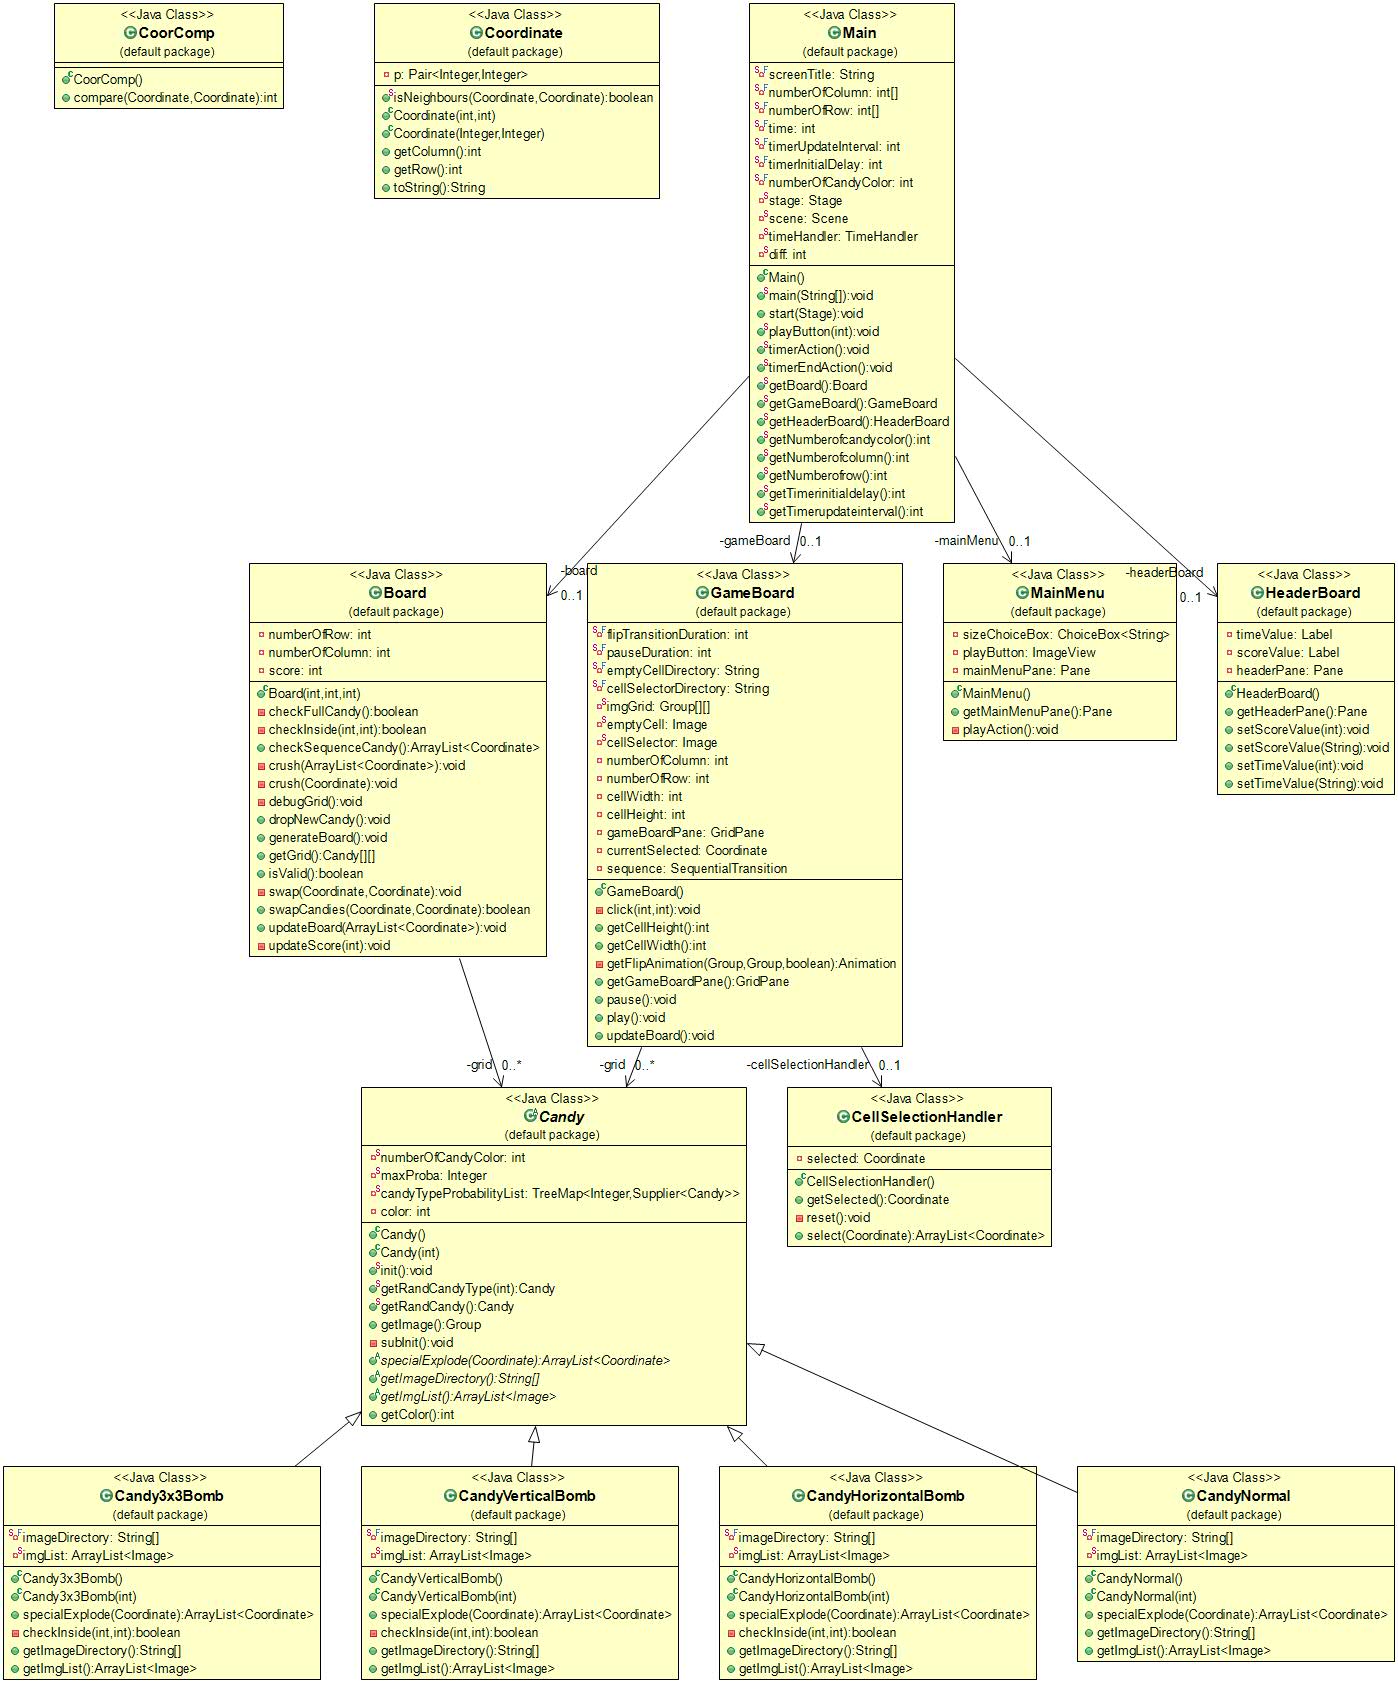 <<Java Class>>
CoorComp
(default package)
CoorComp()
compare(Coordinate,Coordinate):int
<<Java Class>>
Coordinate
(default package)
p: Pair<Integer,Integer>
isNeighbours(Coordinate,Coordinate):boolean
Coordinate(int,int)
Coordinate(Integer,Integer)
getColumn():int
getRow():int
toString():String
<<Java Class>>
Main
(default package)
screenTitle: String
numberOfColumn: int[]
numberOfRow: int[]
time: int
timerUpdateInterval: int
timerInitialDelay: int
numberOfCandyColor: int
stage: Stage
scene: Scene
timeHandler: TimeHandler
diff: int
Main()
main(String[]):void
start(Stage):void
playButton(int):void
timerAction():void
timerEndAction():void
getBoard():Board
getGameBoard():GameBoard
getHeaderBoard():HeaderBoard
getNumberofcandycolor():int
getNumberofcolumn():int
getNumberofrow():int
getTimerinitialdelay():int
getTimerupdateinterval():int
-board
0..1
-gameBoard 0..1
-mainMenu 0..1
-headerBoard
0..1
<<Java Class>>
Board
(default package)
numberOfRow: int
numberOfColumn: int
score: int
Board(int,int,int)
checkFullCandy():boolean
checkInside(int,int):boolean
checkSequenceCandy():ArrayList<Coordinate>
crush(ArrayList<Coordinate>):void
crush(Coordinate):void
debugGrid():void
dropNewCandy():void
generateBoard():void
getGrid():Candy[][]
isValid():boolean
swap(Coordinate,Coordinate):void
swapCandies(Coordinate,Coordinate):boolean
updateBoard(ArrayList<Coordinate>):void
updateScore(int):void
<<Java Class>>
GameBoard
(default package)
flipTransitionDuration: int
pauseDuration: int
emptyCellDirectory: String
cellSelectorDirectory: String
imgGrid: Group[][]
emptyCell: Image
cellSelector: Image
numberOfColumn: int
numberOfRow: int
cellWidth: int
cellHeight: int
gameBoardPane: GridPane
currentSelected: Coordinate
sequence: SequentialTransition
GameBoard()
click(int,int):void
getCellHeight():int
getCellWidth():int
getFlipAnimation(Group,Group,boolean):Animation
getGameBoardPane():GridPane
pause():void
play():void
updateBoard():void
<<Java Class>>
MainMenu
(default package)
sizeChoiceBox: ChoiceBox<String>
playButton: ImageView
mainMenuPane: Pane
MainMenu()
getMainMenuPane():Pane
playAction():void
<<Java Class>>
HeaderBoard
(default package)
timeValue: Label
scoreValue: Label
headerPane: Pane
HeaderBoard()
getHeaderPane():Pane
setScoreValue(int):void
setScoreValue(String):void
setTimeValue(int):void
setTimeValue(String):void
-grid 0..*
-grid 0..*
-cellSelectionHandler 0..1
<<Java Class>>
Candy
(default package)
numberOfCandyColor: int
maxProba: Integer
candyTypeProbabilityList: TreeMap<Integer,Supplier<Candy>>
color: int
Candy()
Candy(int)
init():void
getRandCandyType(int):Candy
getRandCandy():Candy
getImage():Group
subInit():void
specialExplode(Coordinate):ArrayList<Coordinate>
getImageDirectory():String[]
getImgList():ArrayList<Image>
getColor():int
<<Java Class>>
CellSelectionHandler
(default package)
selected: Coordinate
CellSelectionHandler()
getSelected():Coordinate
reset():void
select(Coordinate):ArrayList<Coordinate>
<<Java Class>>
Candy3x3Bomb
(default package)
imageDirectory: String[]
imgList: ArrayList<Image>
Candy3x3Bomb()
Candy3x3Bomb(int)
specialExplode(Coordinate):ArrayList<Coordinate>
checkInside(int,int):boolean
getImageDirectory():String[]
getImgList():ArrayList<Image>
<<Java Class>>
CandyVerticalBomb
(default package)
imageDirectory: String[]
imgList: ArrayList<Image>
CandyVerticalBomb()
CandyVerticalBomb(int)
specialExplode(Coordinate):ArrayList<Coordinate>
checkInside(int,int):boolean
getImageDirectory():String[]
getImgList():ArrayList<Image>
<<Java Class>>
CandyHorizontalBomb
(default package)
imageDirectory: String[]
imgList: ArrayList<Image>
CandyHorizontalBomb()
CandyHorizontalBomb(int)
specialExplode(Coordinate):ArrayList<Coordinate>
checkInside(int,int):boolean
getImageDirectory():String[]
getImgList():ArrayList<Image>
<<Java Class>>
CandyNormal
(default package)
imageDirectory: String[]
imgList: ArrayList<Image>
CandyNormal()
CandyNormal(int)
specialExplode(Coordinate):ArrayList<Coordinate>
getImageDirectory():String[]
getImgList():ArrayList<Image>